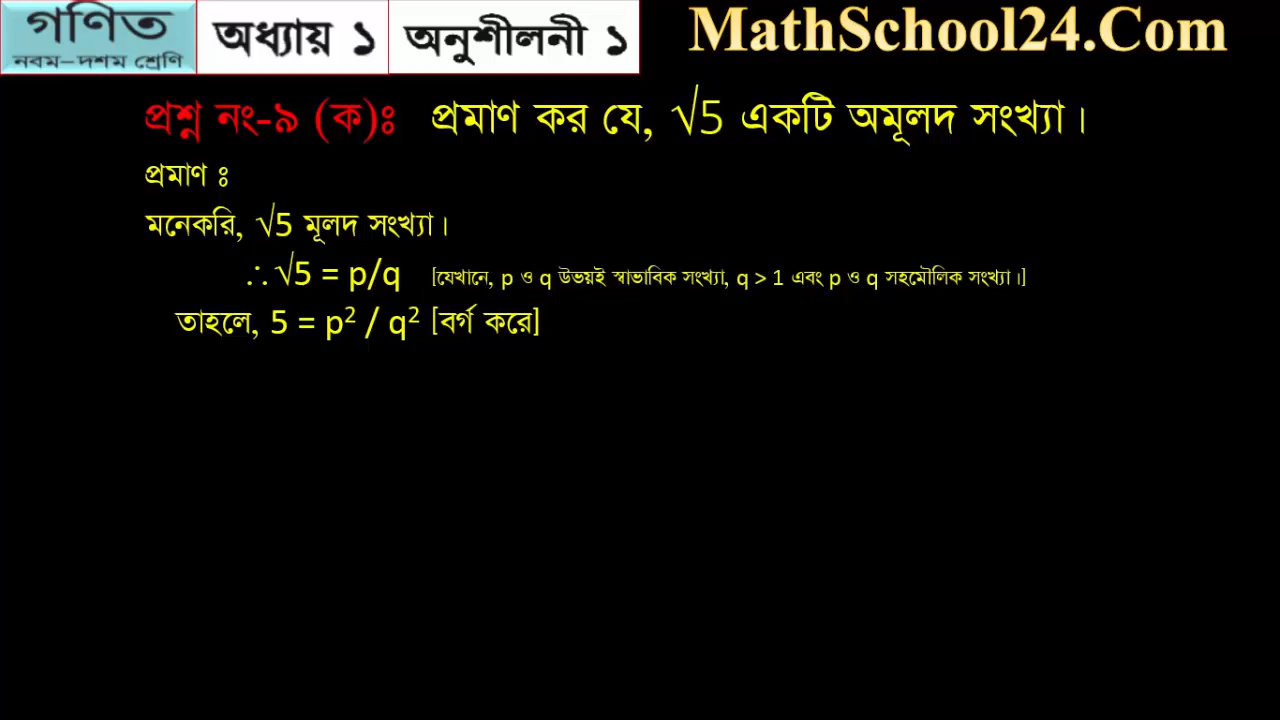 গণিত
নবম-দশম শ্রেণি
অধ্যায় ১
অনুশীলনী ১
MathSchool24.Com
প্রশ্ন নং-৯ (ক)ঃ প্রমাণ কর যে, √5 একটি অমূলদ সংখ্যা।
প্রমাণ ঃ
মনেকরি, √5 মূলদ সংখ্যা।
∴ √5 = p/q [যেখানে, p ও q উভয়ই স্বাভাবিক সংখ্যা, q > 1 এবং p ও q সহমৌলিক সংখ্যা।]
তাহলে, 5 = p² / q² [বর্গ করে]